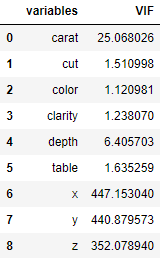 variables VIF
0 carat 25.068026
1 cut 1.510998
2 color 1.120981
3 clarity 1.238070
4 depth 6.405703
5 table 1.635259
6 x 447.153040
7 y 440.879573
8 z 352.078940